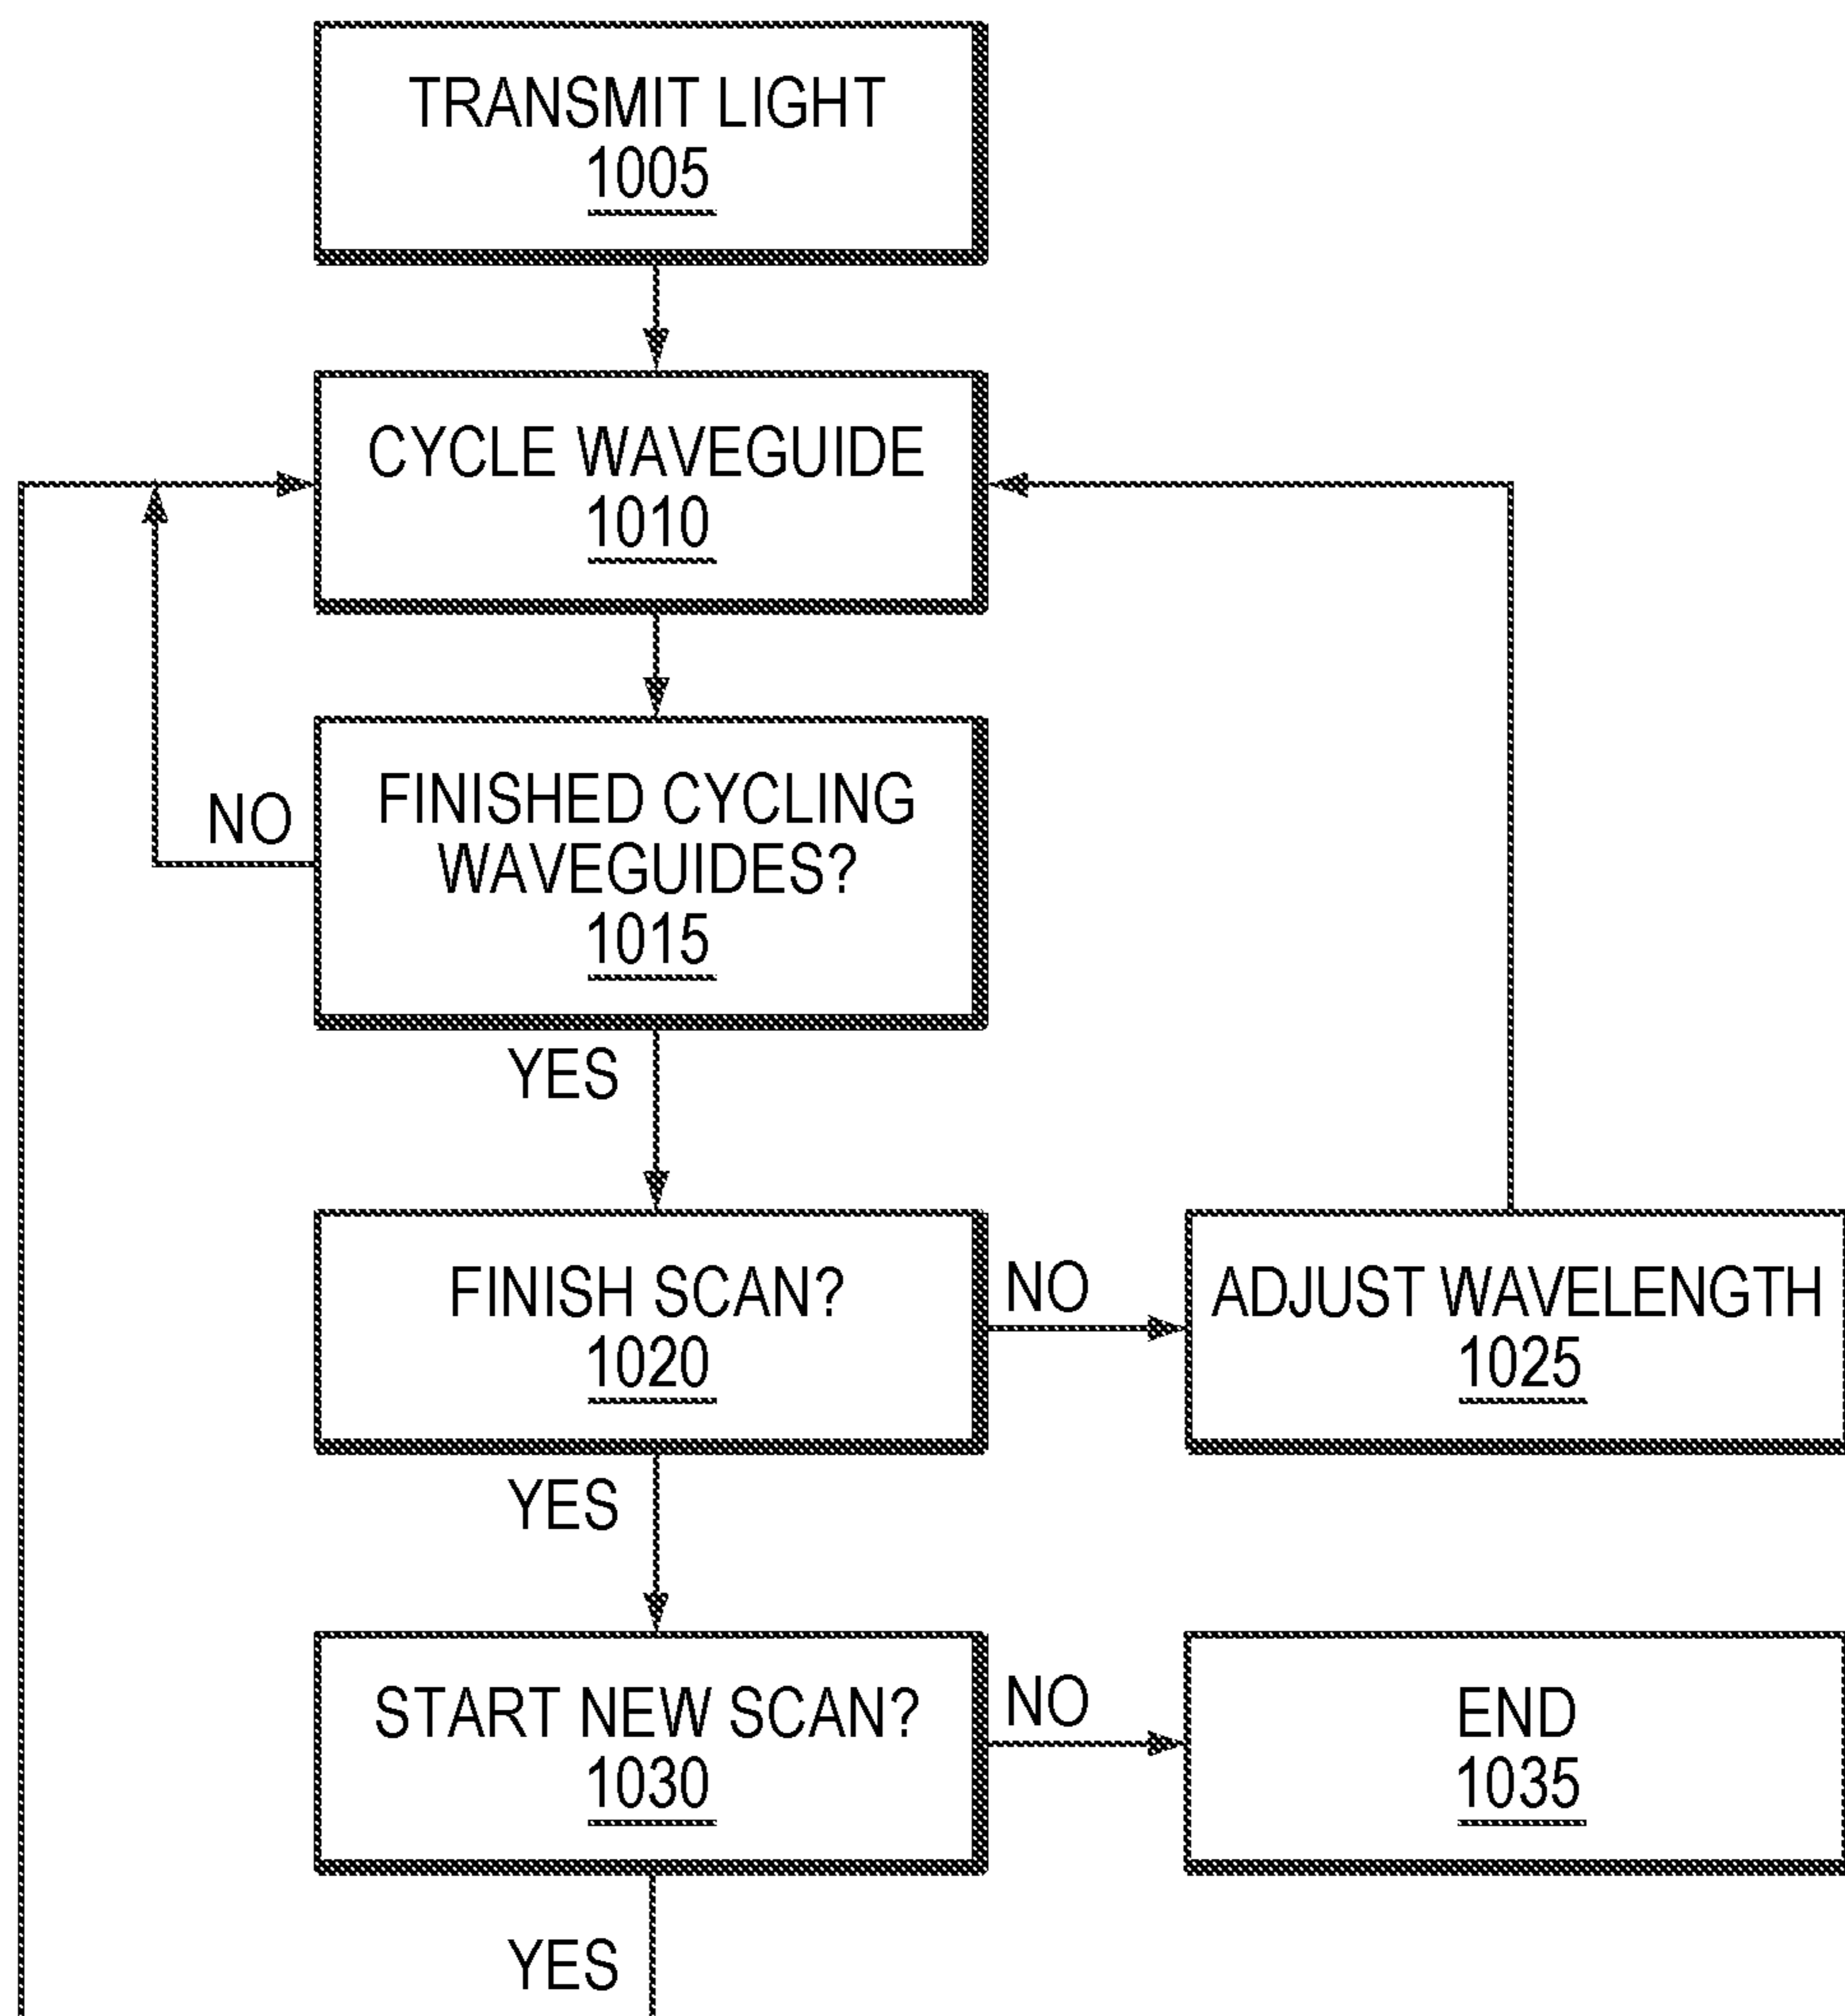 TRANSMIT LIGHT
1005
CYCLE WAVEGUIDE
1010
FINISHED CYCLING
WAVEGUIDES?
1015
NO
YES
FINISH SCAN?
1020
NO
ADJUST WAVELENGTH
1025
YES
START NEW SCAN?
1030
NO
END
1035
YES